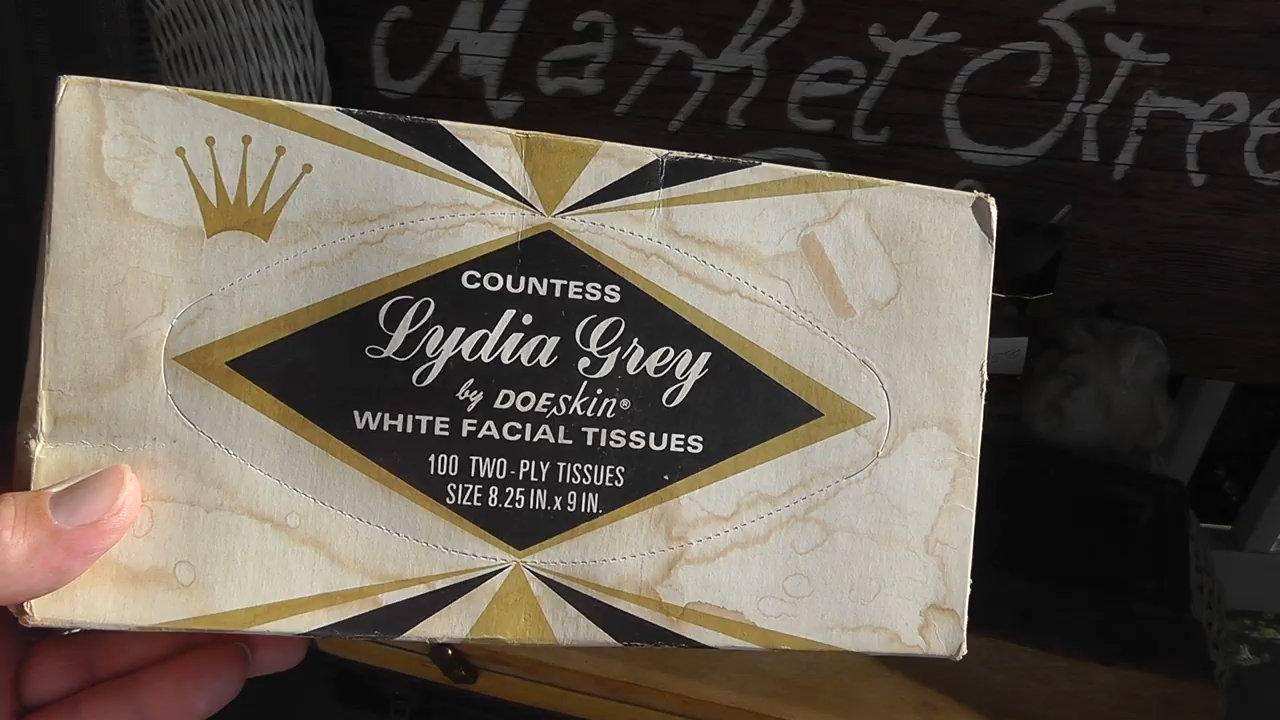 Market Stree
COUNTESS
Lydia Grey
by DOEskin®
WHITE FACIAL TISSUES
100 TWO-PLY TISSUES
SIZE 8.25 IN. x 9 IN.